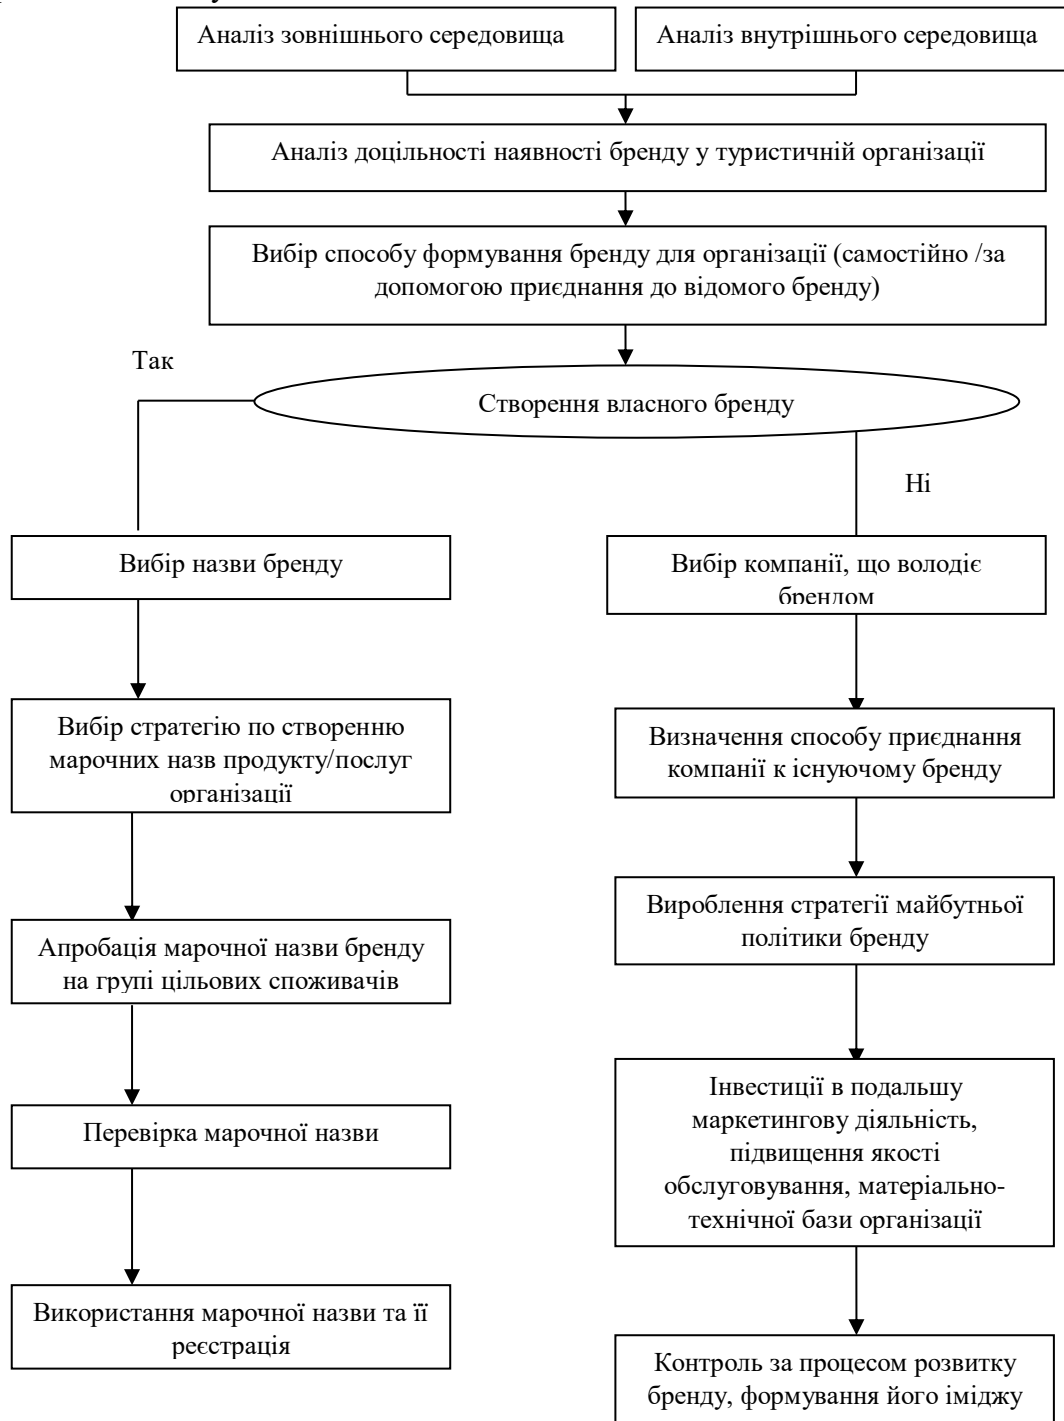 Аналіз зовнішнього середовища
Аналіз внутрішнього середовища
Аналіз доцільності наявності бренду у туристичній організації
Вибір способу формування бренду для організації (самостійно /за
допомогою приєднання до відомого бренду)
Так
Створення власного бренду
Ні
Вибір назви бренду
Вибір стратегію по створенню
марочних назв продукту/послуг
організації
Апробація марочної назви бренду
на групі цільових споживачів
Перевірка марочної назви
Використання марочної назви та її
реєстрація
Вибір компанії, що володіє
брендом
Визначення способу приєднання
компанії к існуючому бренду
Вироблення стратегії майбутньої
політики бренду
Інвестиції в подальшу
маркетингову діяльність,
підвищення якості
обслуговування, матеріально-
технічної бази організації
Контроль за процесом розвитку
бренду, формування його іміджу